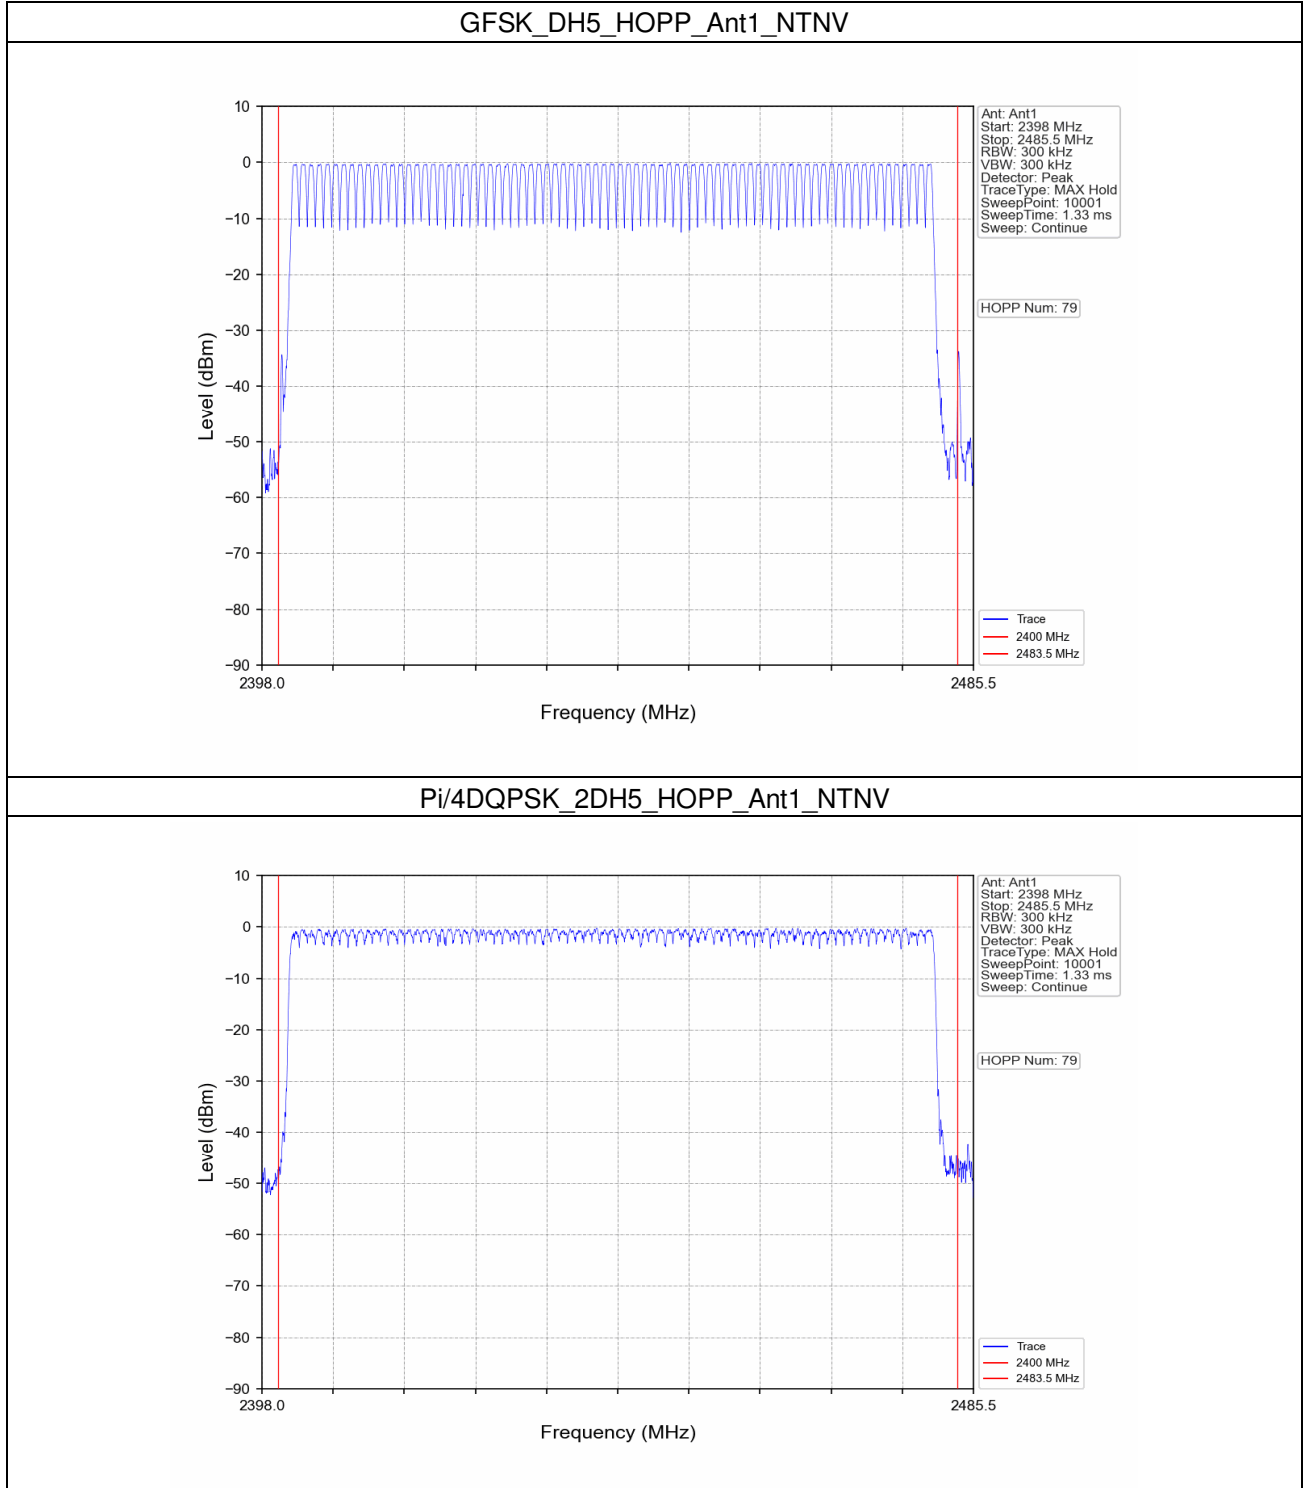 GFSK_DH5_HOPP_Ant1_NTNV
10
0
−10
−20
−30
−40
−50
−60
−70
−80
−90
Level (dBm)
2398.0
2485.5
Frequency (MHz)
Ant: Ant1
Start: 2398 MHz
Stop: 2485.5 MHz
RBW: 300 kHz
VBW: 300 kHz
Detector: Peak
TraceType: MAX Hold
SweepPoint: 10001
SweepTime: 1.33 ms
Sweep: Continue
HOPP Num: 79
Trace
2400 MHz
2483.5 MHz
Pi/4DQPSK_2DH5_HOPP_Ant1_NTNV
10
0
−10
−20
−30
−40
−50
−60
−70
−80
−90
Level (dBm)
2398.0
2485.5
Frequency (MHz)
Ant: Ant1
Start: 2398 MHz
Stop: 2485.5 MHz
RBW: 300 kHz
VBW: 300 kHz
Detector: Peak
TraceType: MAX Hold
SweepPoint: 10001
SweepTime: 1.33 ms
Sweep: Continue
HOPP Num: 79
Trace
2400 MHz
2483.5 MHz